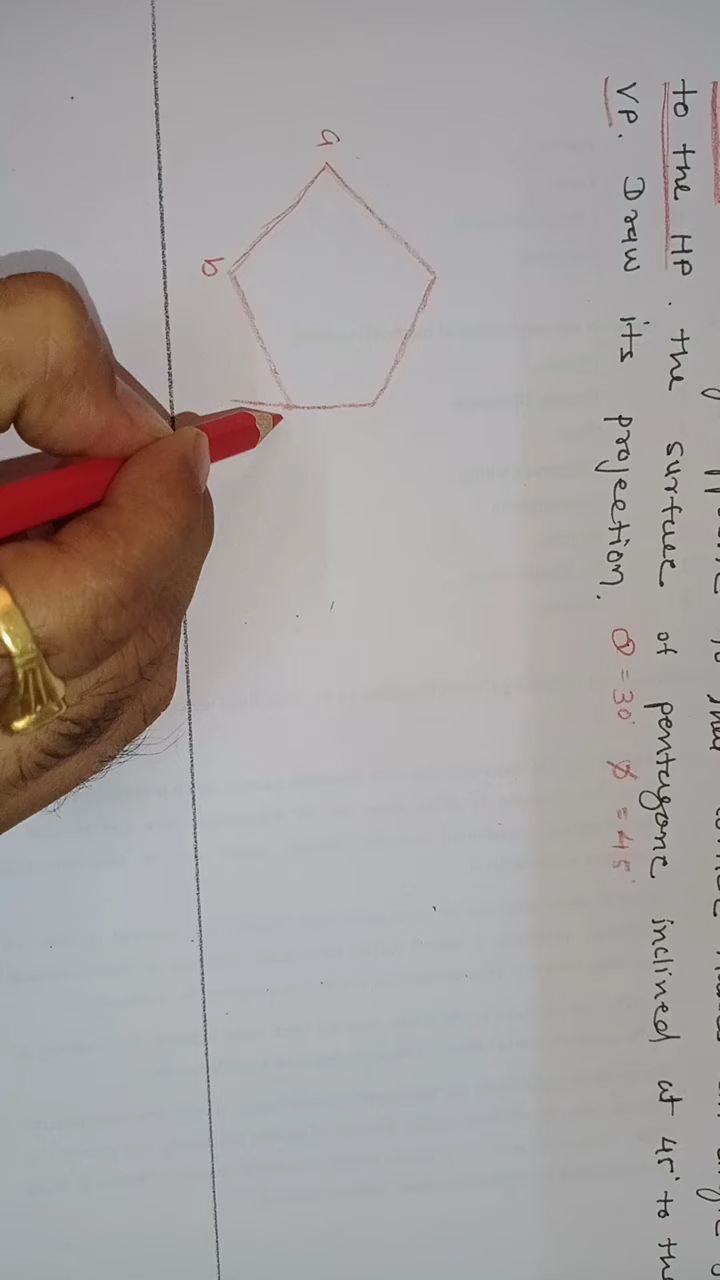 to the HP. the surface of pentagone inclined at 45° to the
VP. Draw its projection. θ = 30° ø = 45°
a
b